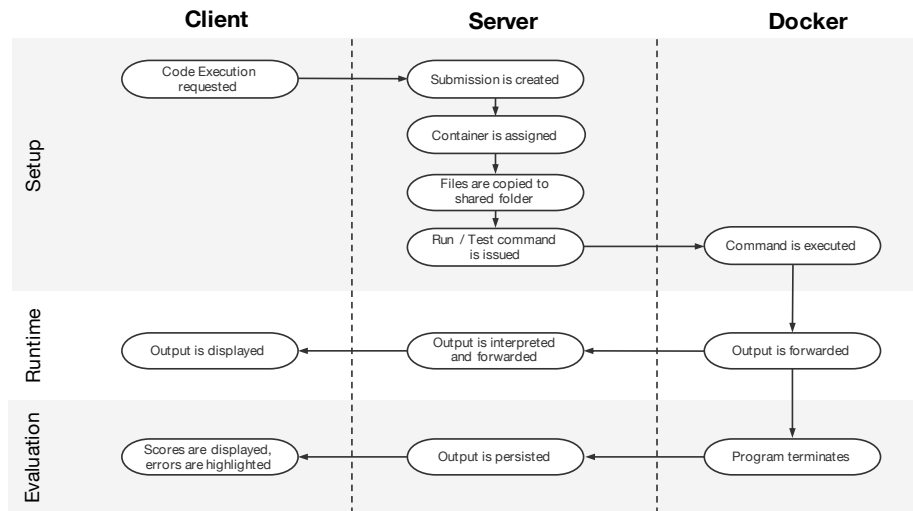 Client
Server
Docker
Setup
Code Execution
requested
Submission is created
Container is assigned
Files are copied to
shared folder
Run / Test command
is issued
Command is executed
Runtime
Output is displayed
Output is interpreted
and forwarded
Output is forwarded
Evaluation
Scores are displayed,
errors are highlighted
Output is persisted
Program terminates